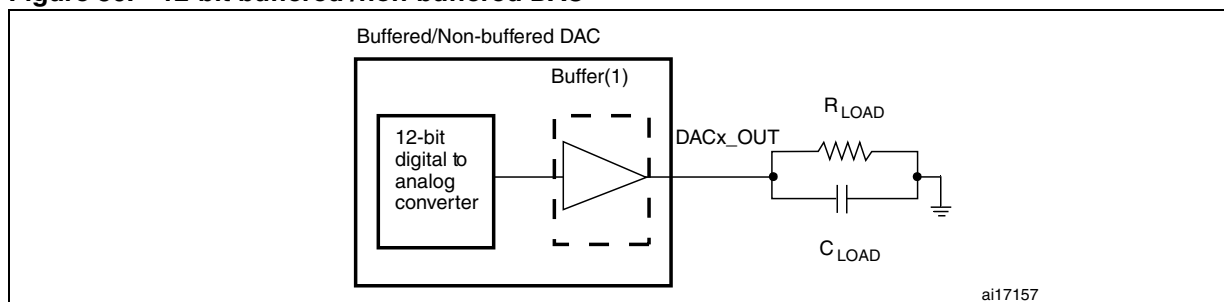 Buffered/Non-buffered DAC
Buffer(1)
12-bit
digital to
analog
converter
DACx_OUT
R LOAD
C LOAD
ai17157